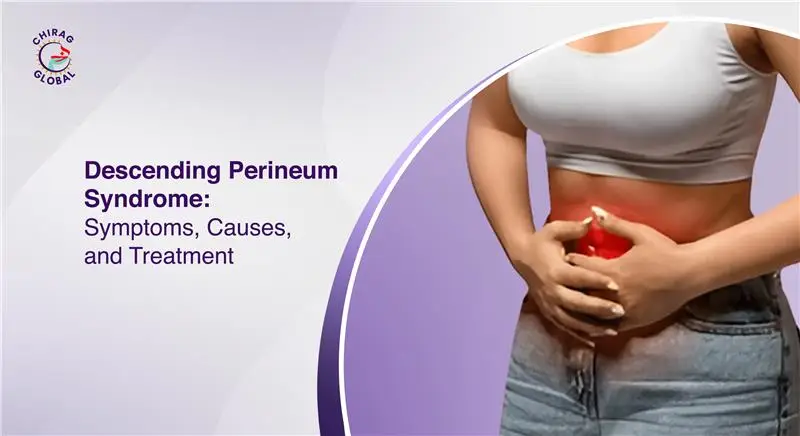 CHIRAG
GLOBAL
Descending Perineum
Syndrome:
Symptoms, Causes,
and Treatment